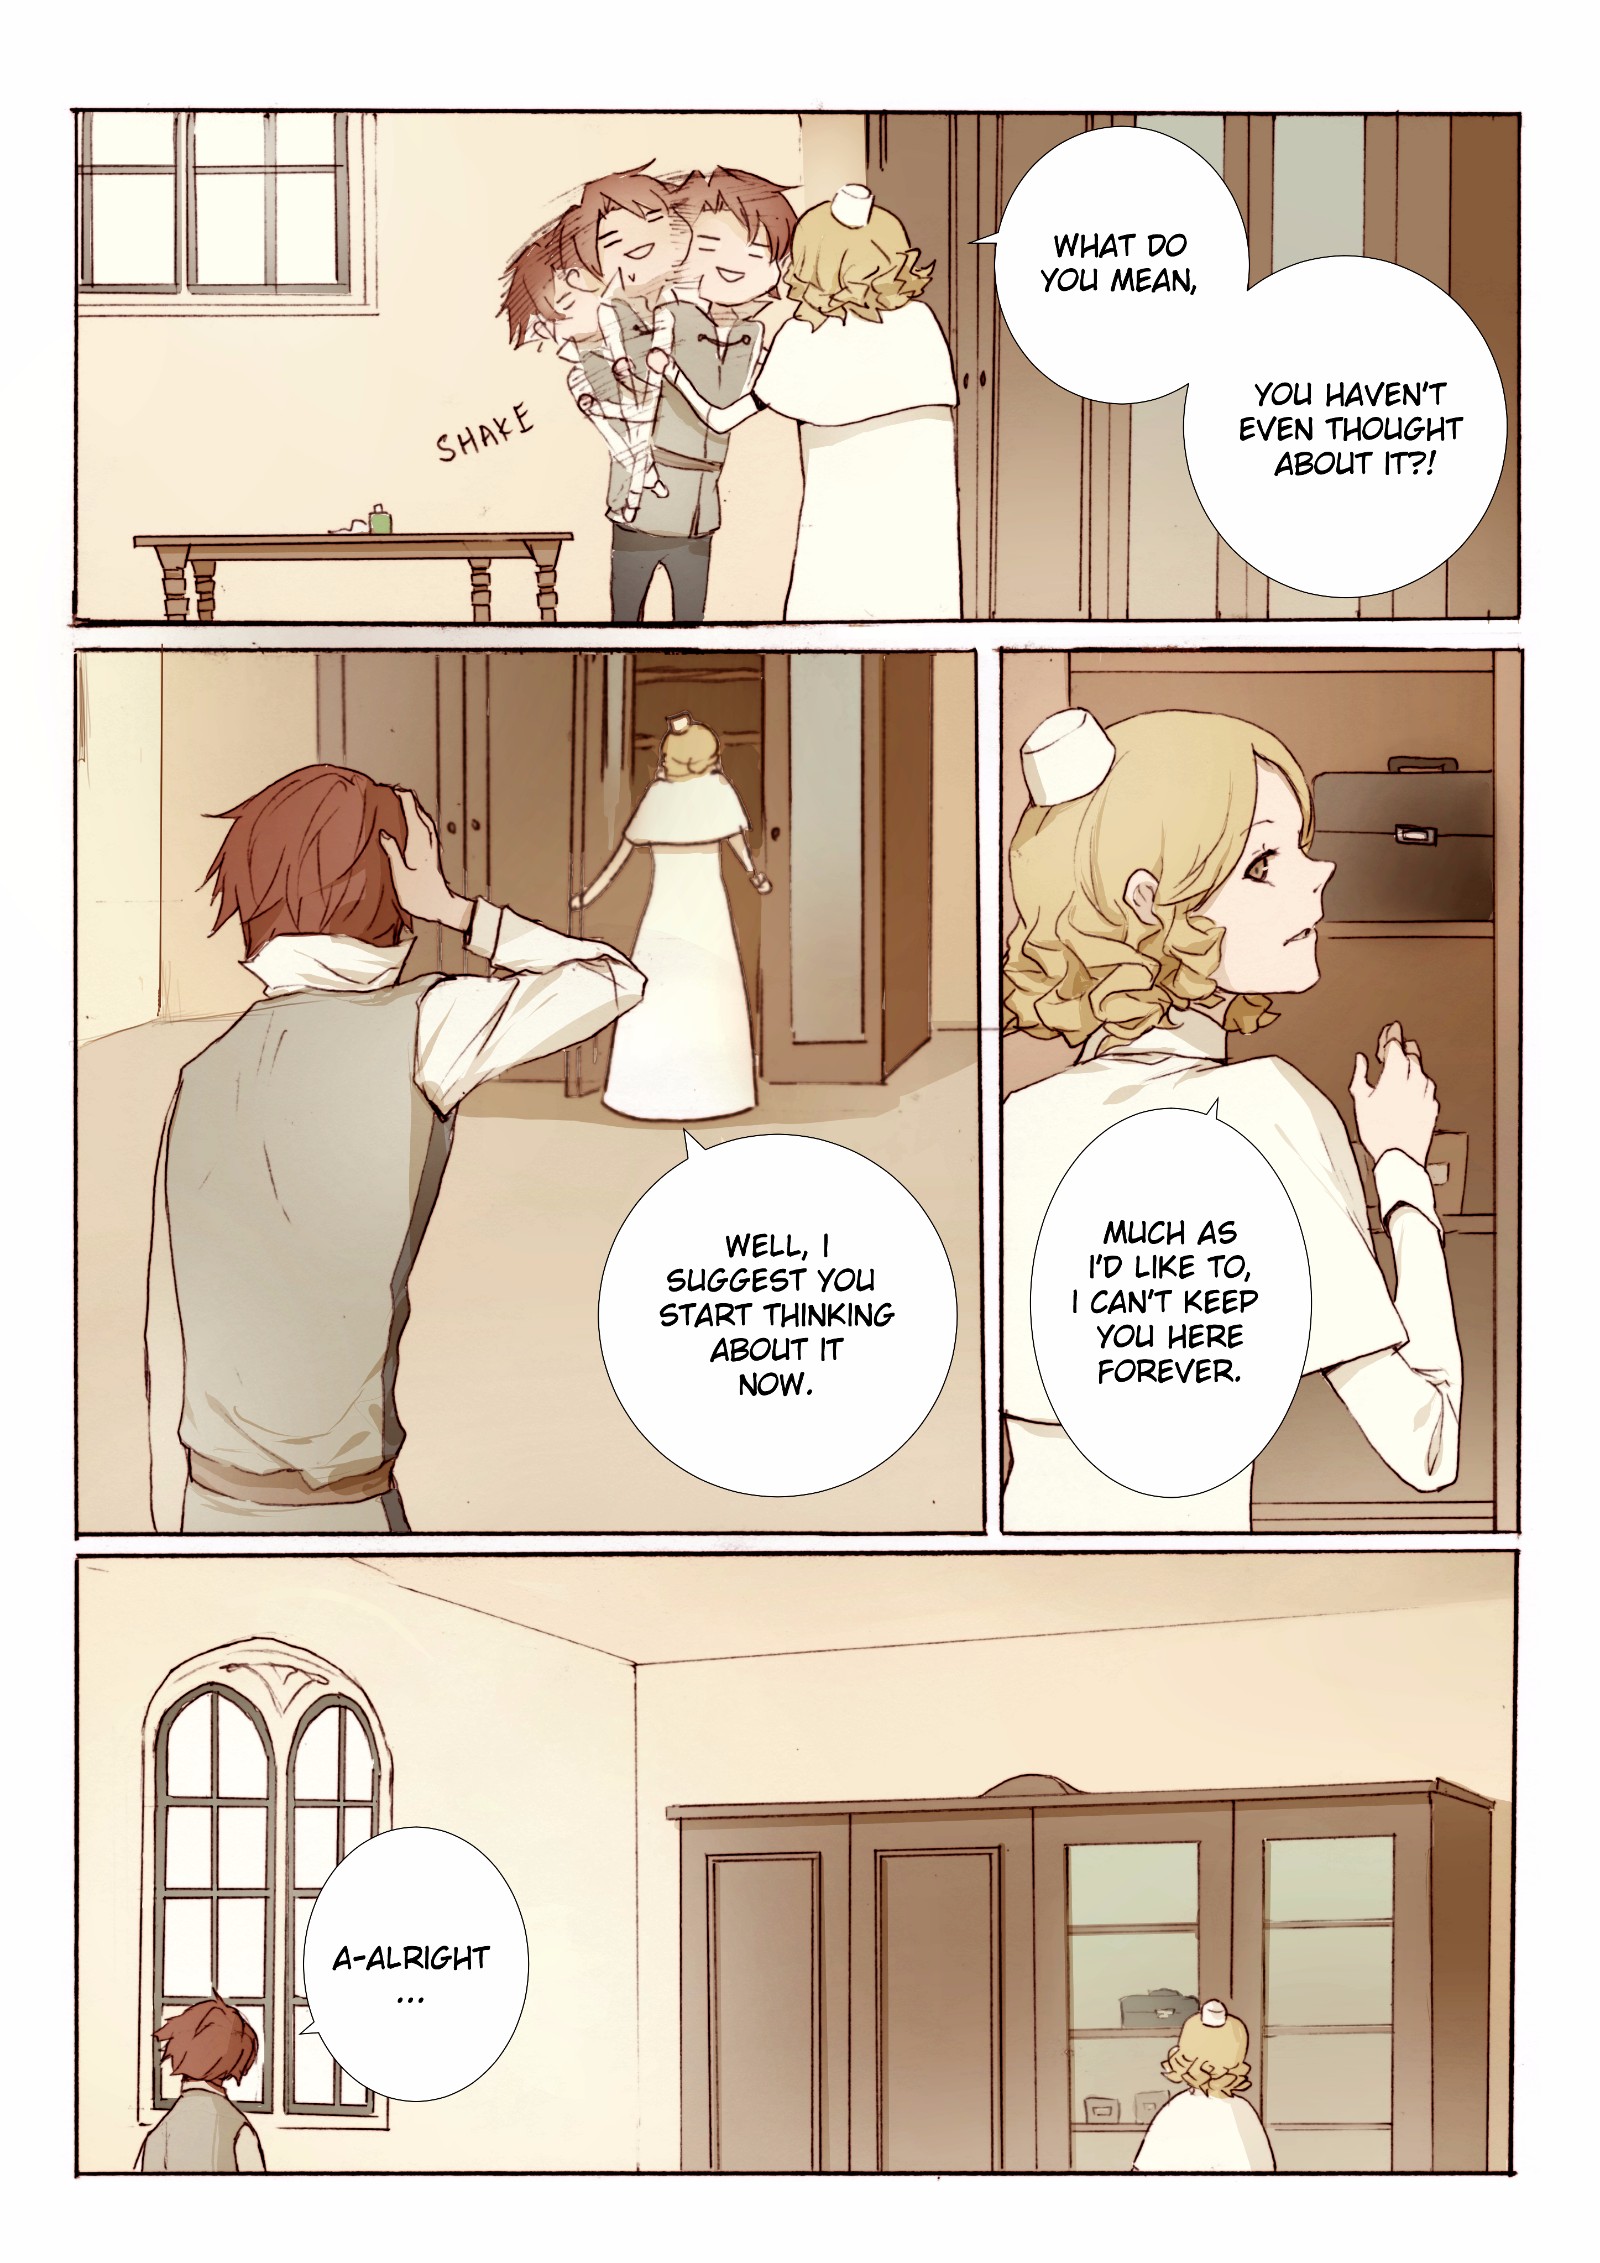 WHAT DO
YOU MEAN,
YOU HAVEN'T
EVEN THOUGHT
ABOUT IT?!
SHAKE
WELL, I
SUGGEST YOU
START THINKING
ABOUT IT
NOW.
MUCH AS
I'D LIKE TO,
I CAN'T KEEP
YOU HERE
FOREVER.
A-ALRIGHT
...